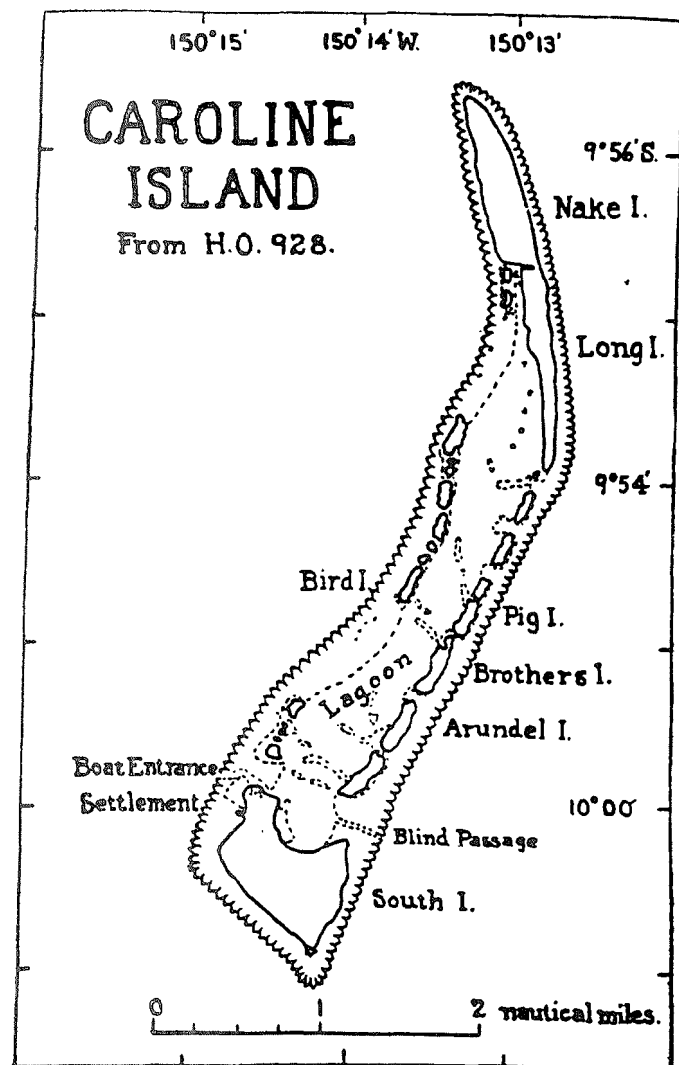 150°15' 150°14' W. 150°13'
CAROLINE
ISLAND
From H.O. 928.
9°56' S.
Nake I.
Long I.
9°54'
Bird I.
Pig I.
Lagoon
Brothers I.
Arundel I.
Boat Entrance
Settlement
10°00'
Blind Passage
South I.
0 1 2 nautical miles.